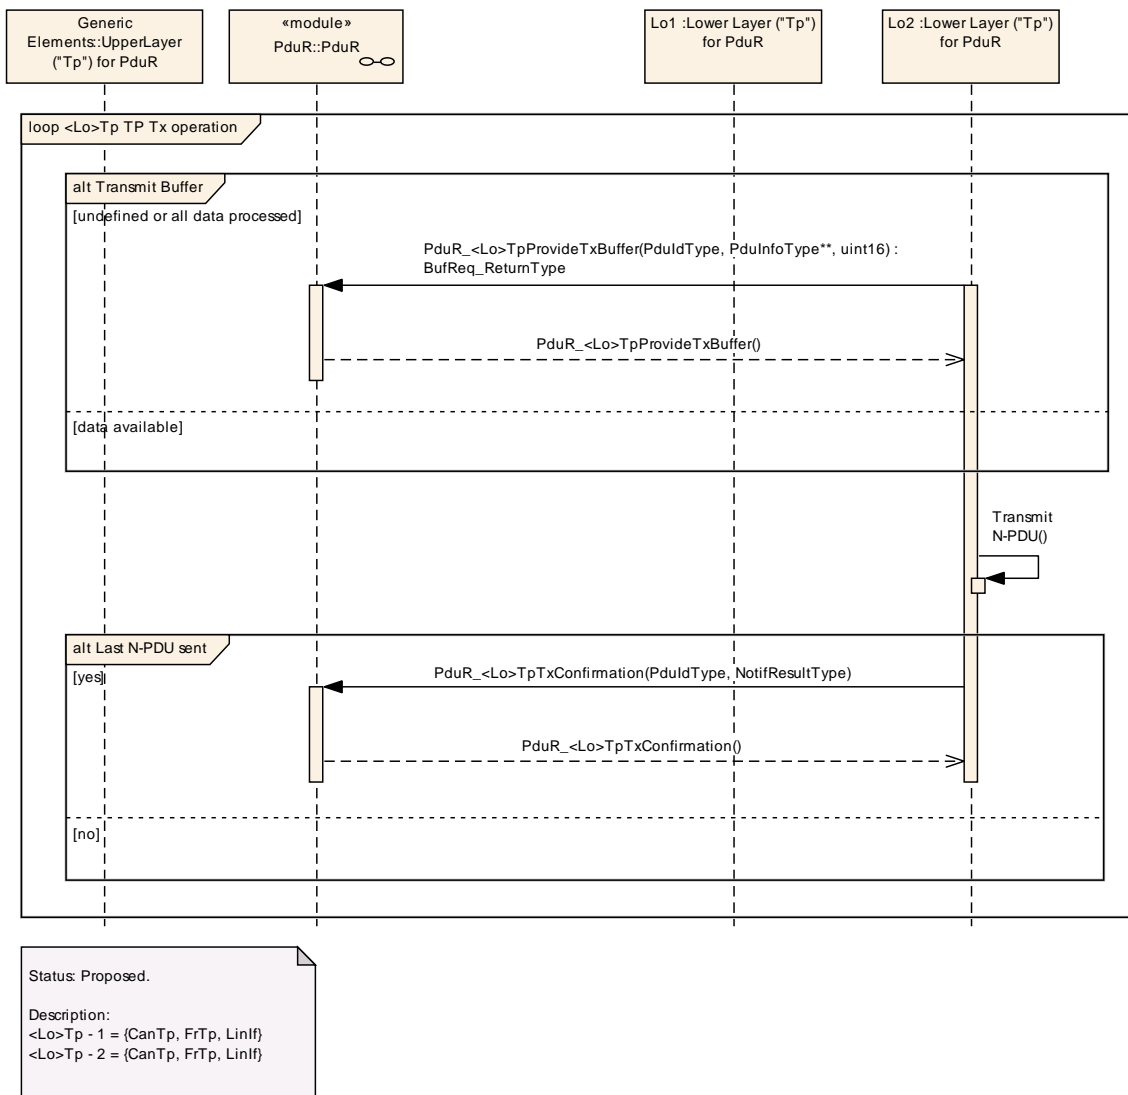 Generic
Elements::UpperLayer
("Tp") for PduR
«module»
PduR::PduR
Lo1 :Lower Layer ("Tp")
for PduR
Lo2 :Lower Layer ("Tp")
for PduR
loop <Lo>Tp TP Tx operation
alt Transmit Buffer
[undefined or all data processed]
PduR_<Lo>TpProvideTxBuffer(PduIdType, PduInfoType**, uint16) :
BufReq_ReturnType
PduR_<Lo>TpProvideTxBuffer()
[data available]
Transmit
N-PDU()
alt Last N-PDU sent
[yes]
PduR_<Lo>TpTxConfirmation(PduIdType, NotifResultType)
PduR_<Lo>TpTxConfirmation()
[no]
Status: Proposed.
Description:
<Lo>Tp - 1 = {CanTp, FrTp, LinIf}
<Lo>Tp - 2 = {CanTp, FrTp, LinIf}